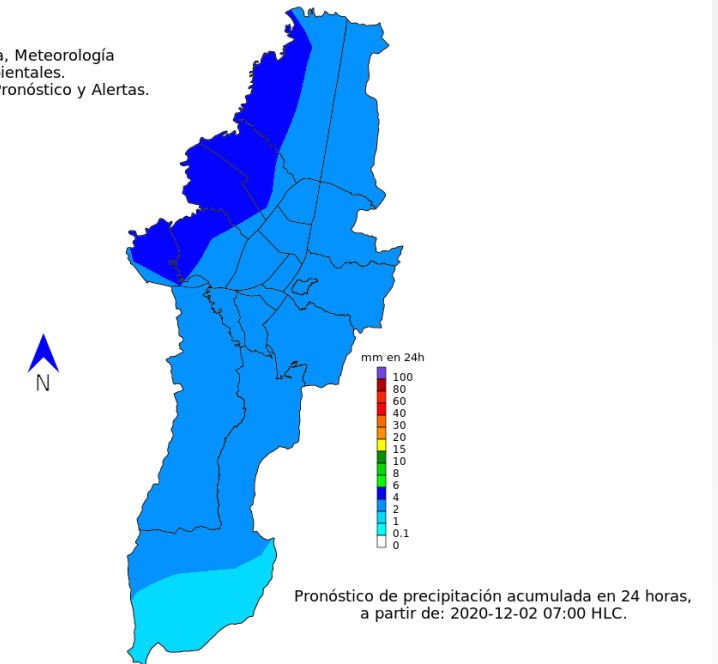 a, Meteorología
ientales.
ronóstico y Alertas.
N
mm en 24h
100
80
60
40
30
20
15
10
8
6
4
2
1
0.1
0
Pronóstico de precipitación acumulada en 24 horas,
a partir de: 2020-12-02 07:00 HLC.